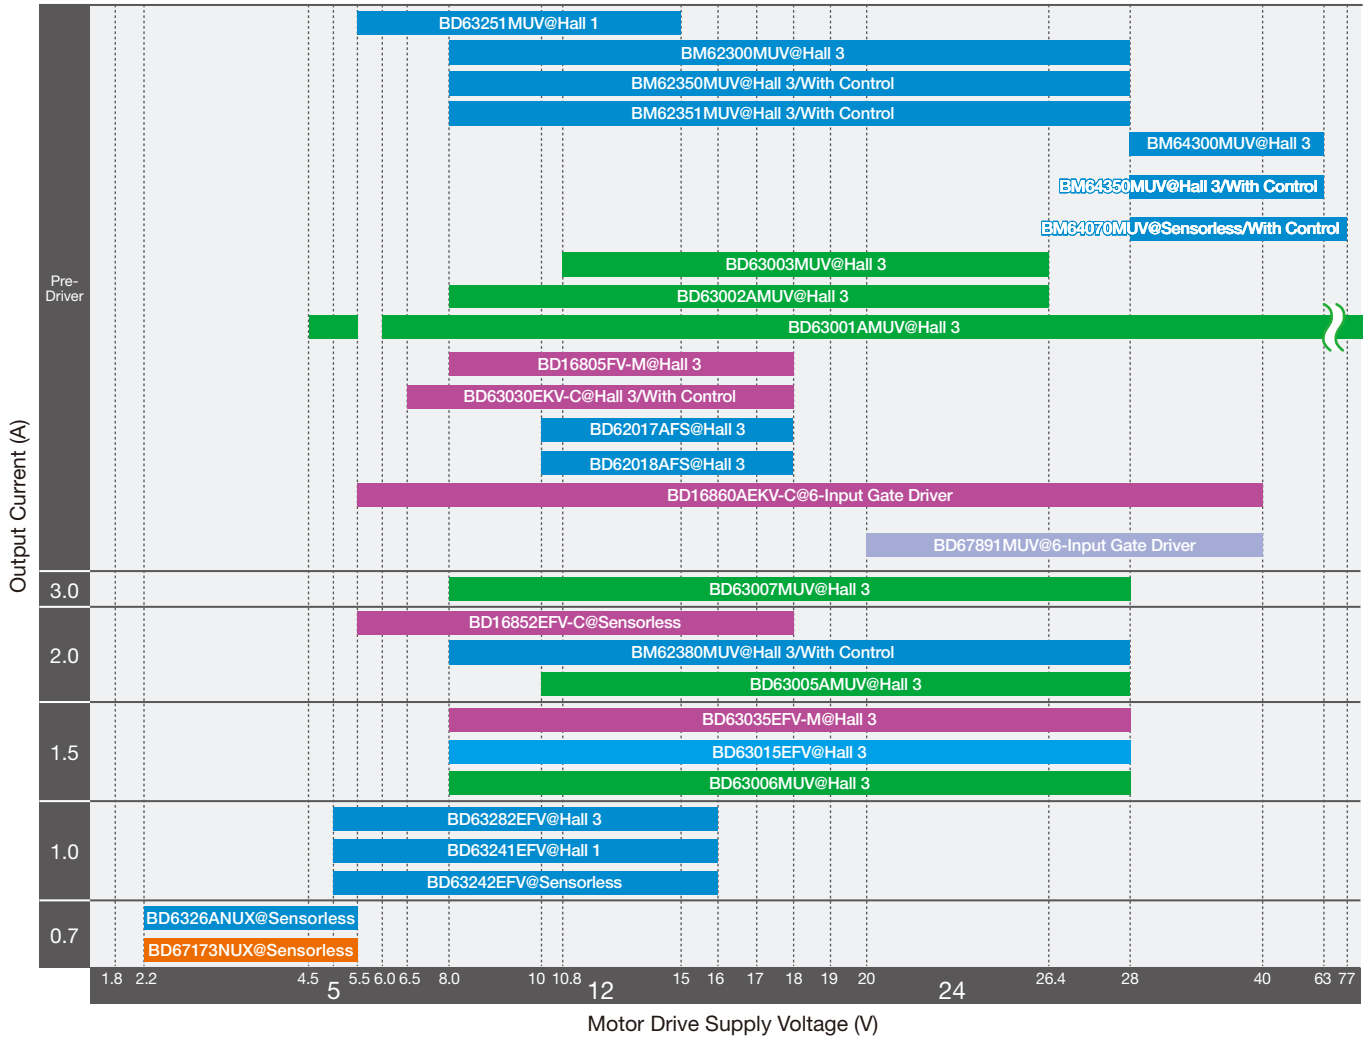 BD63251MUV@Hall 1
BM62300MUV@Hall 3
BM62350MUV@Hall 3/With Control
BM62351MUV@Hall 3/With Control
BM64300MUV@Hall 3
BM64350MUV@Hall 3/With Control
BM64070MUV@Sensorless/With Control
BD63003MUV@Hall 3
Pre-
Driver
BD63002AMUV@Hall 3
BD63001AMUV@Hall 3
BD16805FV-M@Hall 3
BD63030EKV-C@Hall 3/With Control
BD62017AFS@Hall 3
BD62018AFS@Hall 3
BD16860AEKV-C@6-Input Gate Driver
BD67891MUV@6-Input Gate Driver
Output Current (A)
3.0
BD63007MUV@Hall 3
BD16852EFV-C@Sensorless
2.0
BM62380MUV@Hall 3/With Control
BD63005AMUV@Hall 3
BD63035EFV-M@Hall 3
1.5
BD63015EFV@Hall 3
BD63006MUV@Hall 3
BD63282EFV@Hall 3
1.0
BD63241EFV@Hall 1
BD63242EFV@Sensorless
BD6326ANUX@Sensorless
0.7
BD67173NUX@Sensorless
1.8 2.2 4.5 5.5 6.0 6.5 8.0 10 10.8 15 16 17 18 19 20 26.4 28 40 63 77
5 12 24
Motor Drive Supply Voltage (V)